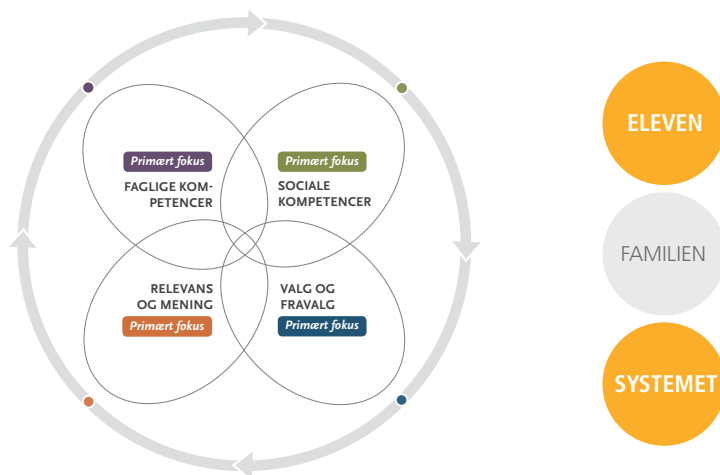 Primært fokus
FAGLIGE KOM-
PETENCER
Primært fokus
SOCIALE
KOMPETENCER
RELEVANS
OG MENING
Primært fokus
VALG OG
FRAVALG
Primært fokus
ELEVEN
FAMILIEN
SYSTEMET